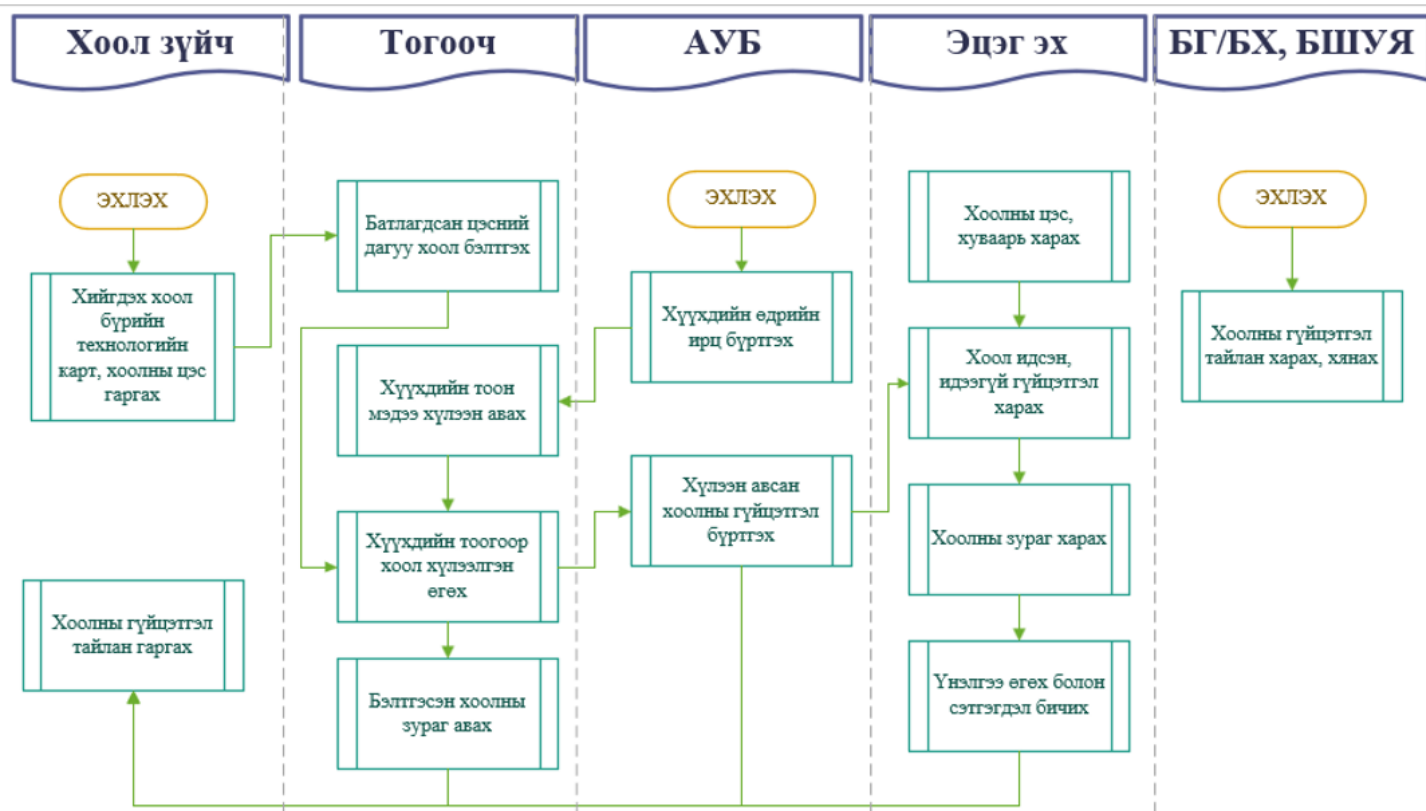 Хоол зүйч
Тогооч
АУБ
Эцэг эх
БГ/БХ, БШУЯ
ЭХЛЭХ
Хийгдэх хоол
бүрийн
технологийн
карт, хоолны цэс
гаргах
Хоолны гүйцэтгэл
тайлан гаргах
Батлагдсан цэсний
дагуу хоол бэлтгэх
Хүүхдийн тоон
мэдээ хүлээн авах
Хүүхдийн тоогоор
хоол хүлээлгэн
өгөх
Бэлтгэсэн хоолны
зураг авах
ЭХЛЭХ
Хүүхдийн өдрийн
ирц бүртгэх
Хүлээн авсан
хоолны гүйцэтгэл
бүртгэх
Хоолны цэс,
хуваарь харах
Хоол идсэн,
идээгүй гүйцэтгэл
харах
Хоолны зураг харах
Үнэлгээ өгөх болон
сэтгэгдэл бичих
ЭХЛЭХ
Хоолны гүйцэтгэл
тайлан харах, хянах